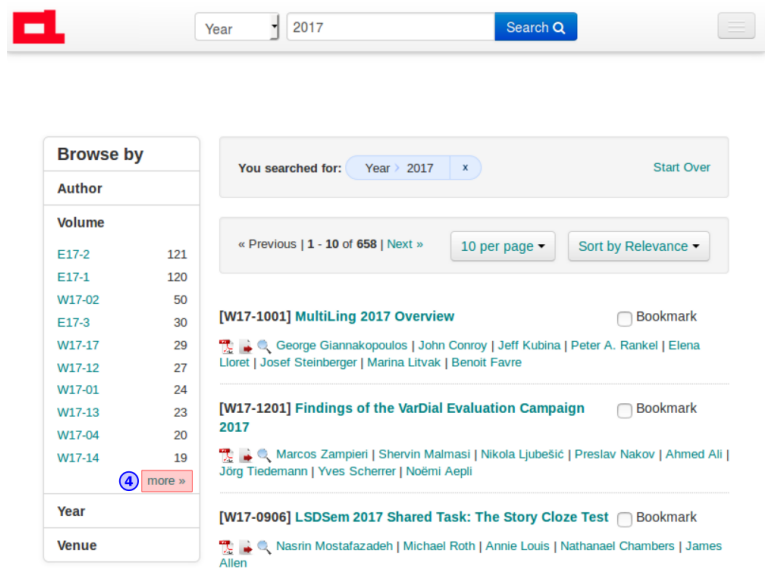 Year
2017
Search
Browse by
Author
Volume
E17-2 121
E17-1 120
W17-02 50
E17-3 30
W17-17 29
W17-12 27
W17-01 24
W17-13 23
W17-04 20
W17-14 19
4 more »
Year
Venue
You searched for: Year › 2017 x Start Over
« Previous | 1 - 10 of 658 | Next » 10 per page Sort by Relevance
[W17-1001] MultiLing 2017 Overview Bookmark
George Giannakopoulos | John Conroy | Jeff Kubina | Peter A. Rankel | Elena
Lloret | Josef Steinberger | Marina Litvak | Benoit Favre
[W17-1201] Findings of the VarDial Evaluation Campaign Bookmark
2017
Marcos Zampieri | Shervin Malmasi | Nikola Ljubešić | Preslav Nakov | Ahmed Ali |
Jörg Tiedemann | Yves Scherrer | Noëmi Aepli
[W17-0906] LSDSem 2017 Shared Task: The Story Cloze Test Bookmark
Nasrin Mostafazadeh | Michael Roth | Annie Louis | Nathanael Chambers | James
Allen